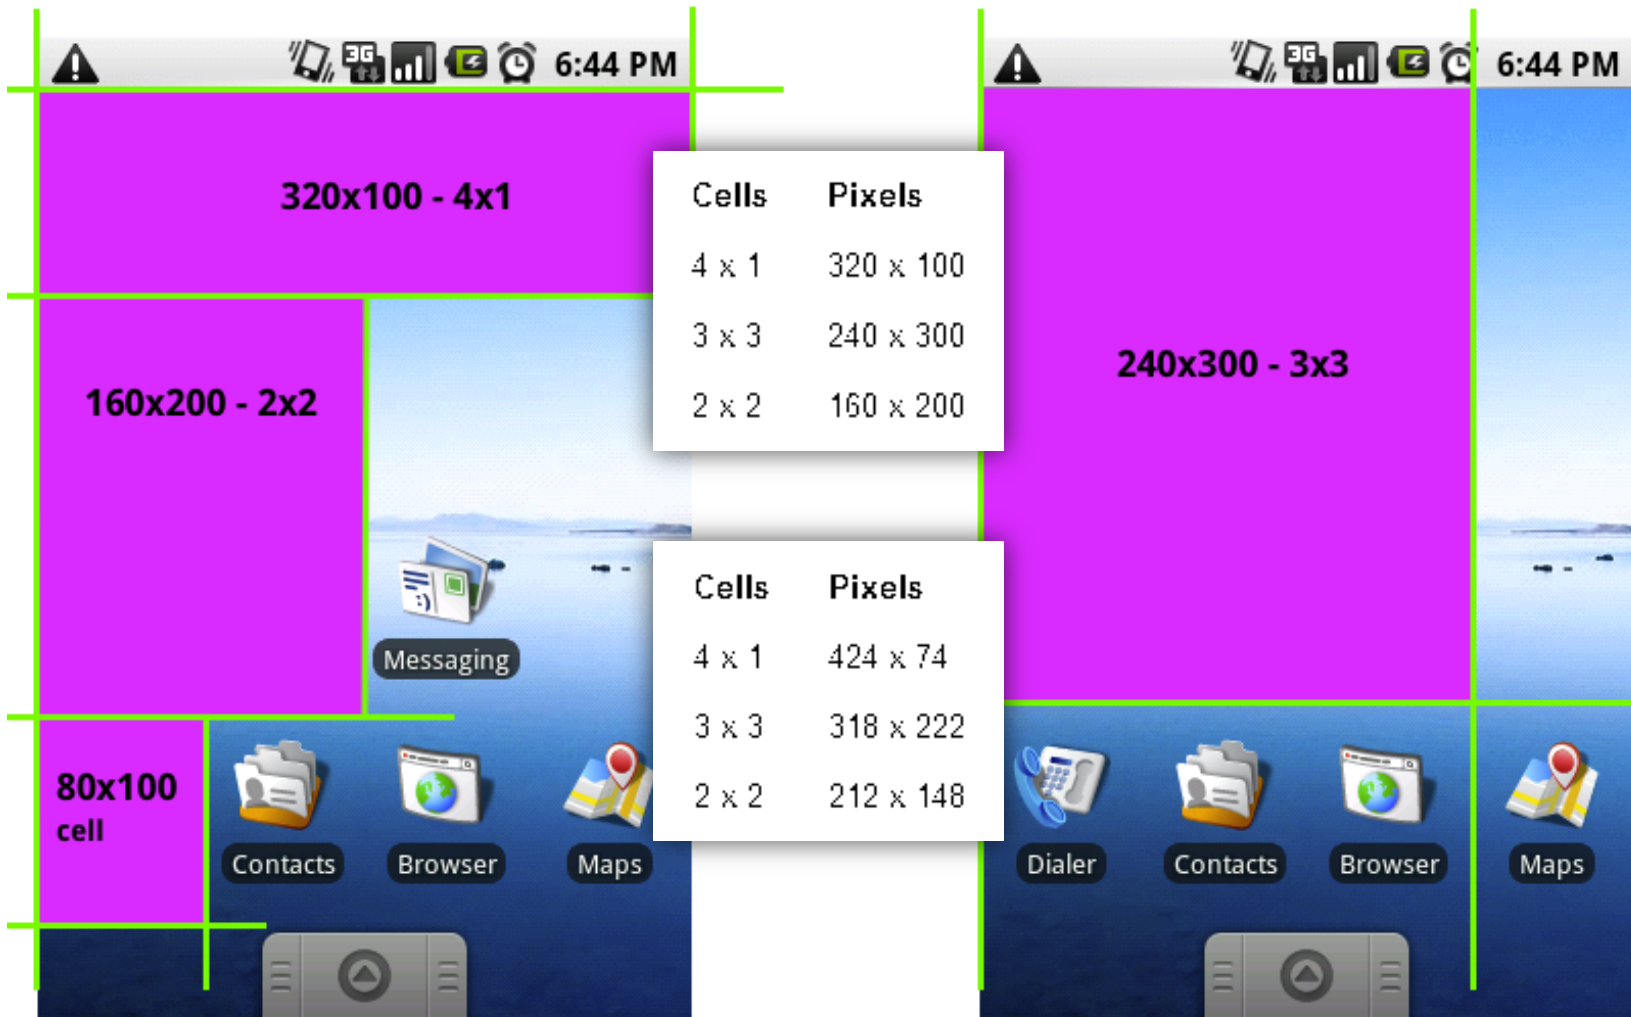 3G
6:44 PM
320x100 - 4x1
160x200 - 2x2
Messaging
80x100
cell
Contacts
Browser
Maps
Cells Pixels
4 x 1 320 x 100
3 x 3 240 x 300
2 x 2 160 x 200
Cells Pixels
4 x 1 424 x 74
3 x 3 318 x 222
2 x 2 212 x 148
3G
6:44 PM
240x300 - 3x3
Dialer
Contacts
Browser
Maps